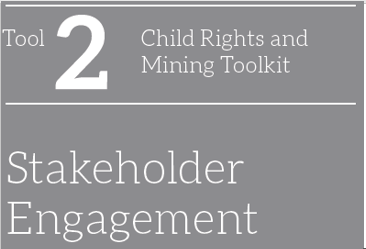 Tool 2
Child Rights and
Mining Toolkit
Stakeholder
Engagement